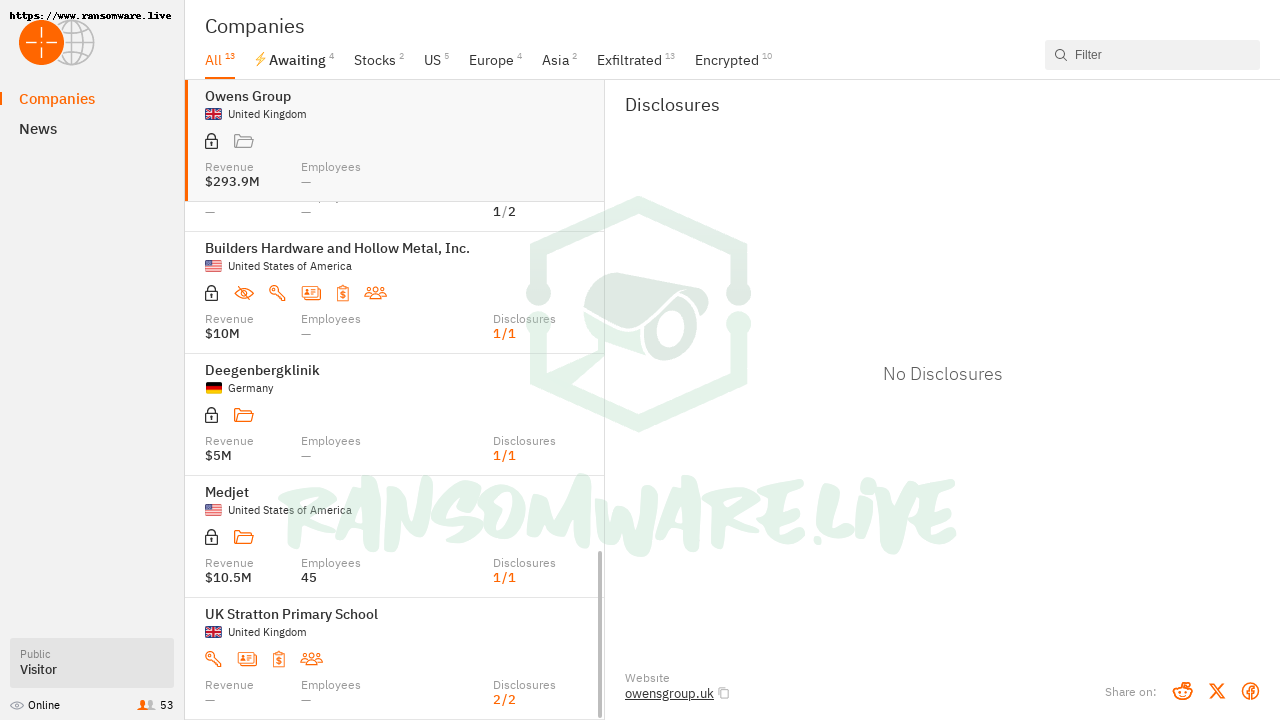 https://www.ransomware.live
Companies
News
Public
Visitor
Online
53
Companies
All 13
Awaiting 4
Stocks 2
US 5
Europe 4
Asia 2
Exfiltrated 13
Encrypted 10
Filter
Owens Group
United Kingdom
Revenue Employees
$293.9M —
— — 1/2
Builders Hardware and Hollow Metal, Inc.
United States of America
Revenue Employees Disclosures
$10M — 1/1
Deegenbergklinik
Germany
Revenue Employees Disclosures
$5M — 1/1
Medjet
United States of America
Revenue Employees Disclosures
$10.5M 45 1/1
UK Stratton Primary School
United Kingdom
Revenue Employees Disclosures
— — 2/2
Disclosures
No Disclosures
RANSOMWARE.LIVE
Website
owensgroup.uk
Share on: